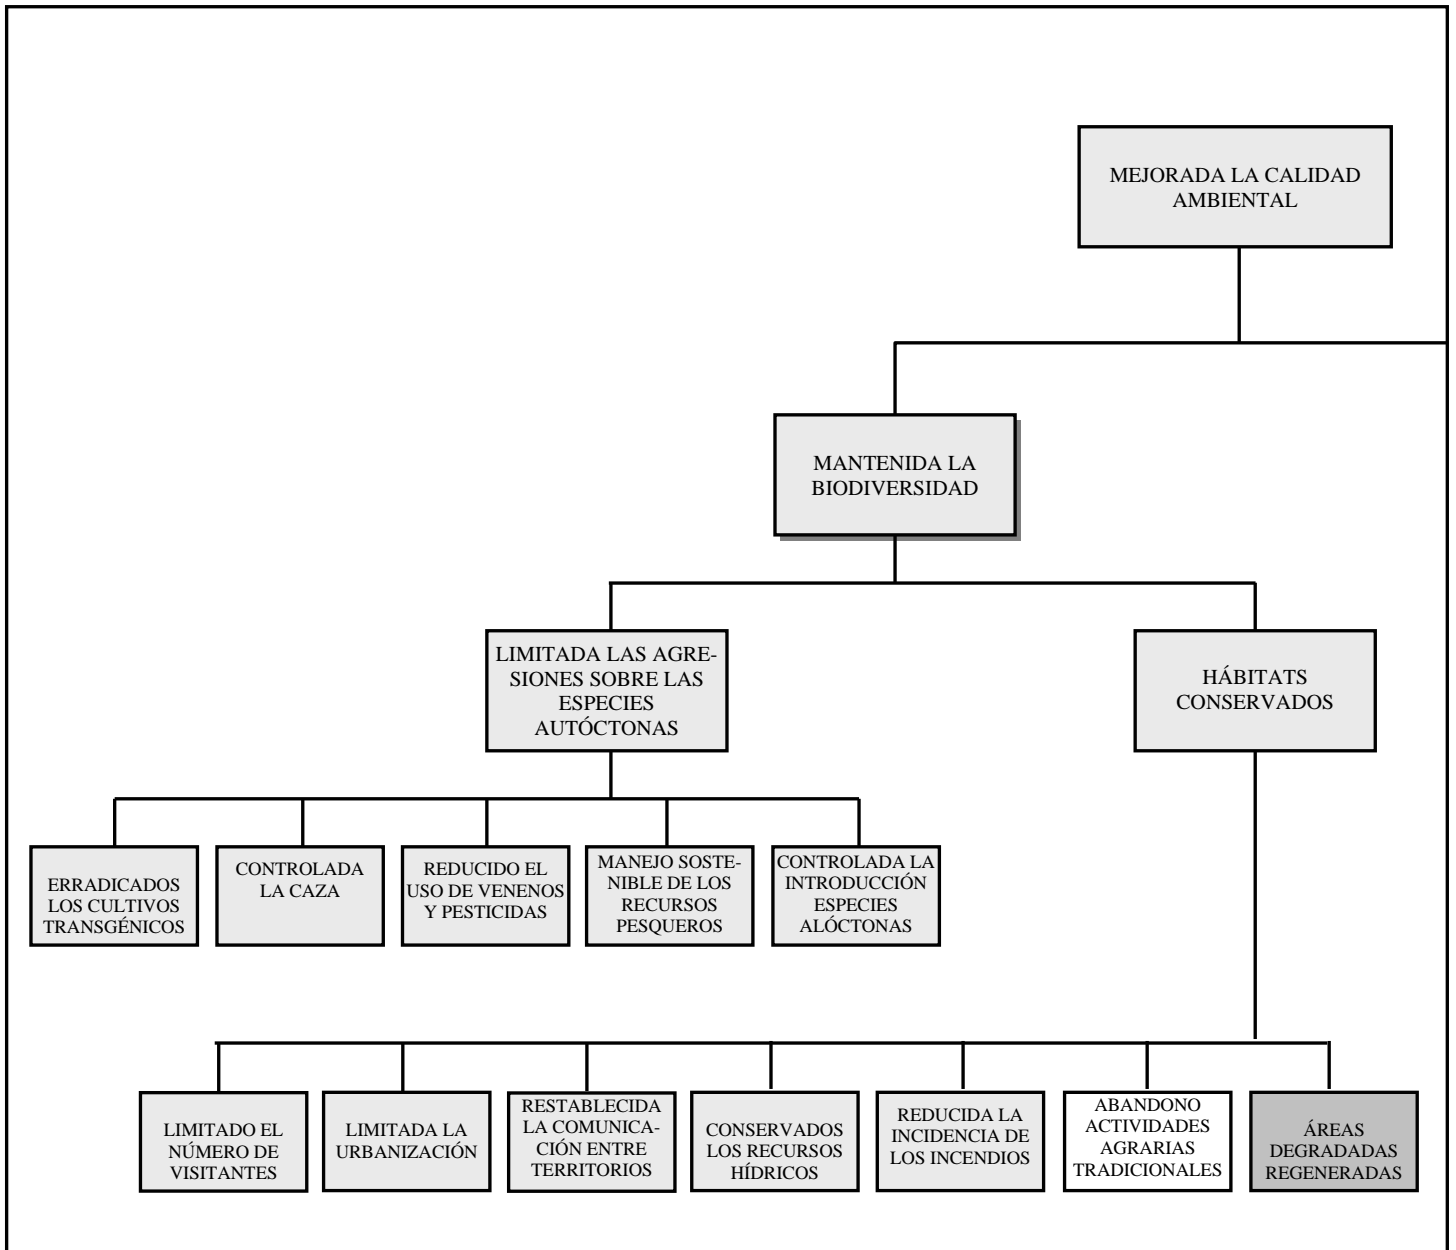 MEJORADA LA CALIDAD
AMBIENTAL
MANTENIDA LA
BIODIVERSIDAD
LIMITADA LAS AGRE-
SIONES SOBRE LAS
ESPECIES
AUTÓCTONAS
HÁBITATS
CONSERVADOS
ERRADICADOS
LOS CULTIVOS
TRANSGÉNICOS
CONTROLADA
LA CAZA
REDUCIDO EL
USO DE VENENOS
Y PESTICIDAS
MANEJO SOSTE-
NIBLE DE LOS
RECURSOS
PESQUEROS
CONTROLADA LA
INTRODUCCIÓN
ESPECIES
ALÓCTONAS
LIMITADO EL
NÚMERO DE
VISITANTES
LIMITADA LA
URBANIZACIÓN
RESTABLECIDA
LA COMUNICA-
CIÓN ENTRE
TERRITORIOS
CONSERVADOS
LOS RECURSOS
HÍDRICOS
REDUCIDA LA
INCIDENCIA DE
LOS INCENDIOS
ABANDONO
ACTIVIDADES
AGRARIAS
TRADICIONALES
ÁREAS
DEGRADADAS
REGENERADAS